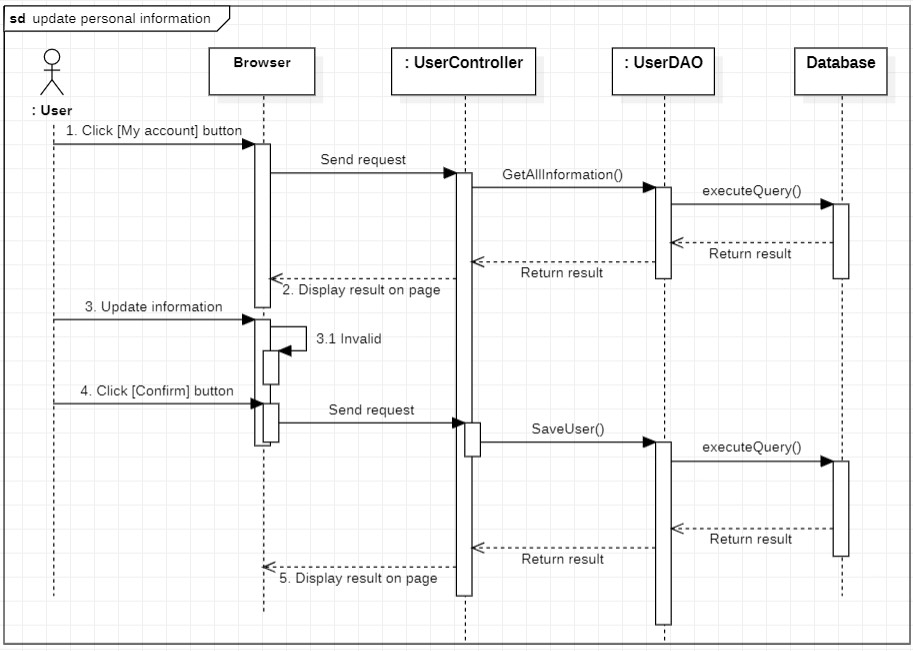 sd update personal information
Browser
: UserController
: UserDAO
Database
: User
1. Click [My account] button
Send request
GetAllInformation()
executeQuery()
Return result
Return result
2. Display result on page
3. Update information
3.1 Invalid
4. Click [Confirm] button
Send request
SaveUser()
executeQuery()
Return result
Return result
5. Display result on page